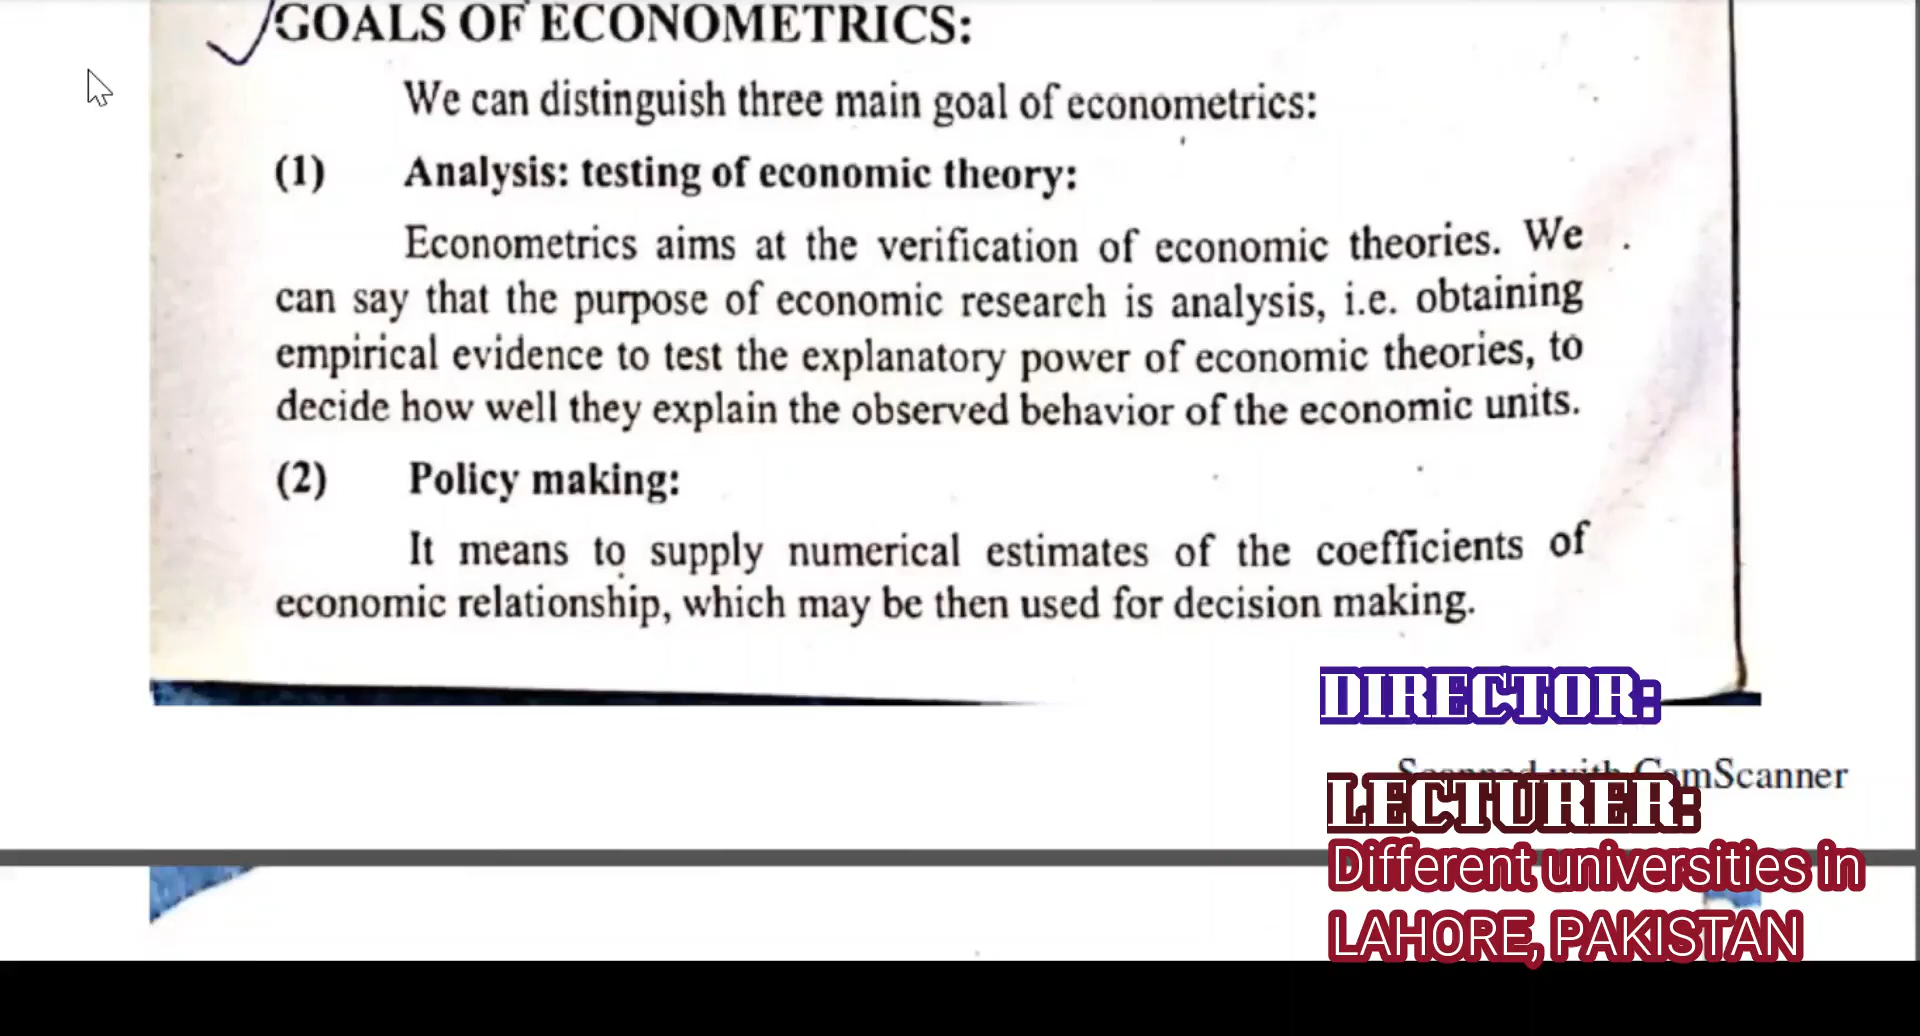 GOALS OF ECONOMETRICS:
We can distinguish three main goal of econometrics:
(1) Analysis: testing of economic theory:
Econometrics aims at the verification of economic theories. We
can say that the purpose of economic research is analysis, i.e. obtaining
empirical evidence to test the explanatory power of economic theories, to
decide how well they explain the observed behavior of the economic units.
(2) Policy making:
It means to supply numerical estimates of the coefficients of
economic relationship, which may be then used for decision making.
DIRECTOR:
Scanned with CamScanner
LECTURER:
Different universities in
LAHORE, PAKISTAN